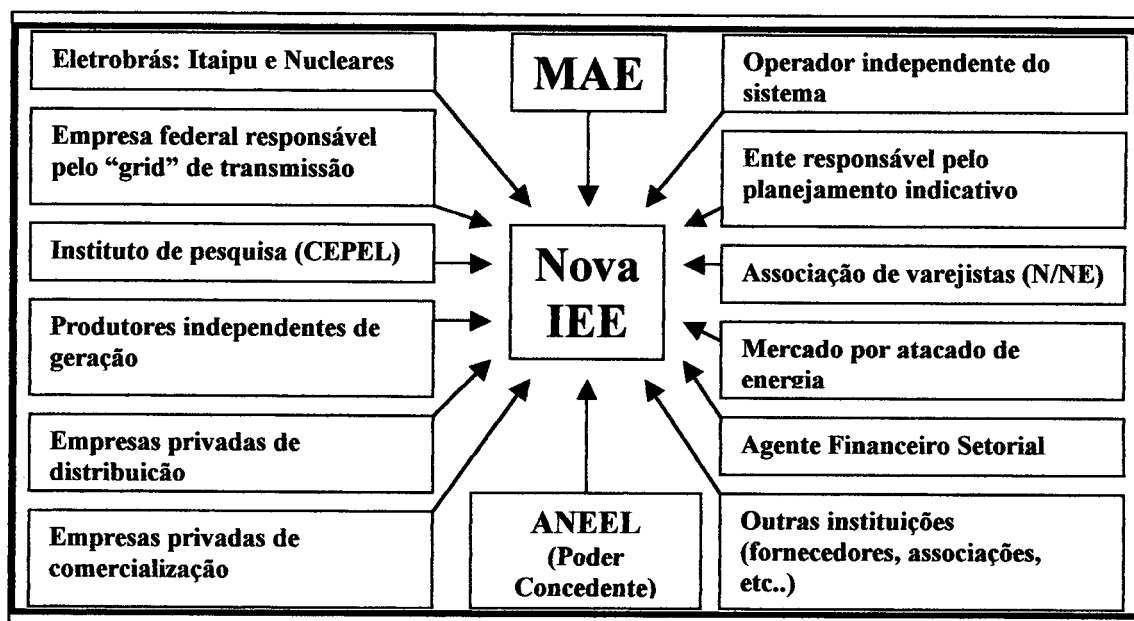 Eletrobrás: Itaipu e Nucleares
Empresa federal responsável
pelo “grid” de transmissão
Instituto de pesquisa (CEPEL)
Produtores independentes de
geração
Empresas privadas de
distribuicão
Empresas privadas de
comercialização
MAE
Nova
IEE
ANEEL
(Poder
Concedente)
Operador independente do
sistema
Ente responsável pelo
planejamento indicativo
Associação de varejistas (N/NE)
Mercado por atacado de
energia
Agente Financeiro Setorial
Outras instituições
(fornecedores, associações,
etc..)